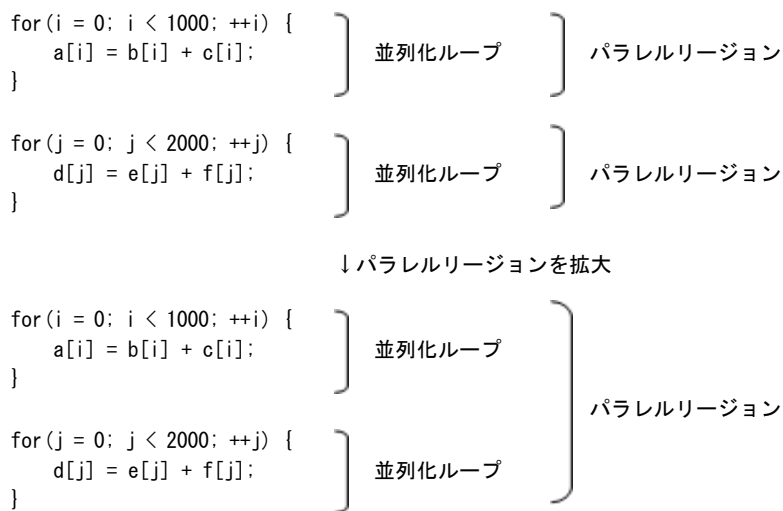 for(i = 0; i < 1000; ++i) {
a[i] = b[i] + c[i]; 並列化ループ パラレルリージョン
}
for(j = 0; j < 2000; ++j) {
d[j] = e[j] + f[j]; 並列化ループ パラレルリージョン
}
↓パラレルリージョンを拡大
for(i = 0; i < 1000; ++i) {
a[i] = b[i] + c[i]; 並列化ループ
}
パラレルリージョン
for(j = 0; j < 2000; ++j) {
d[j] = e[j] + f[j]; 並列化ループ
}